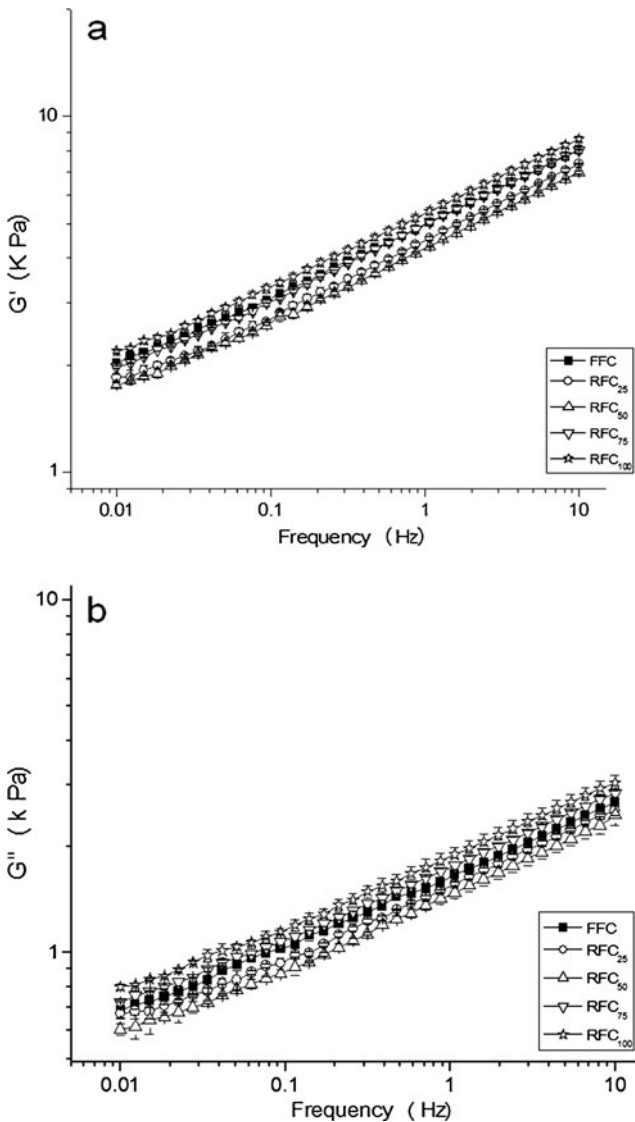 a
10
1
G' (K Pa)
FFC
RFC25
RFC50
RFC75
RFC100
0.01 0.1 1 10
Frequency (Hz)
b
10
1
G" (k Pa)
FFC
RFC25
RFC50
RFC75
RFC100
0.01 0.1 1 10
Frequency (Hz)